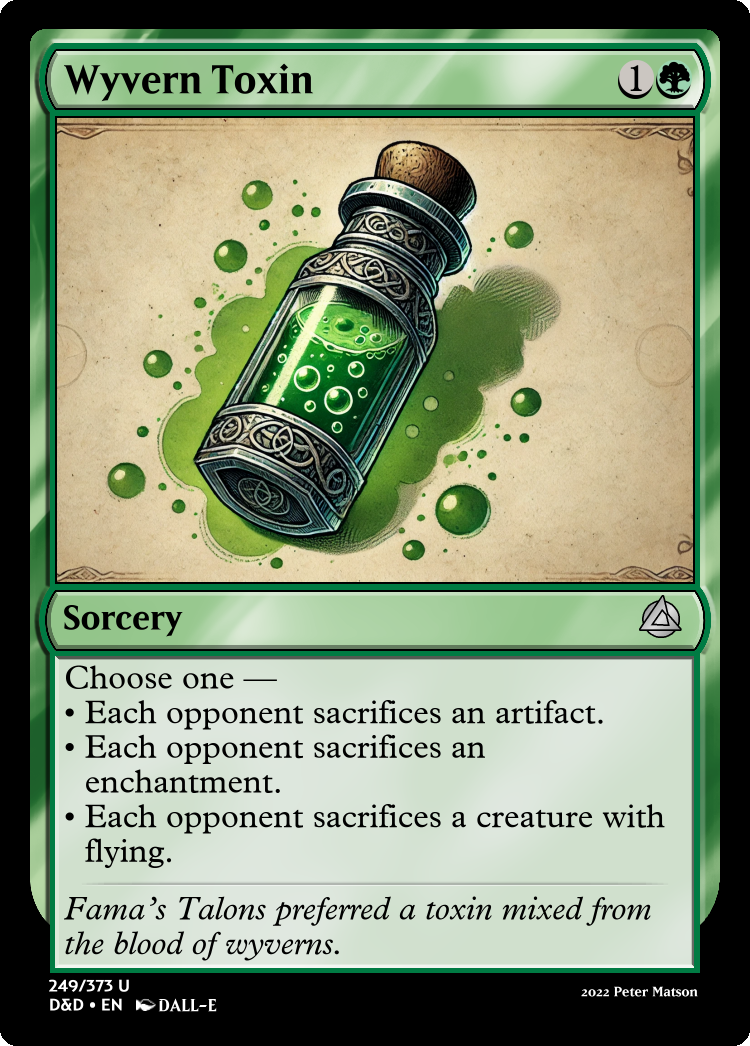 Wyvern Toxin 1
Sorcery
Choose one —
• Each opponent sacrifices an artifact.
• Each opponent sacrifices an
enchantment.
• Each opponent sacrifices a creature with
flying.
Fama's Talons preferred a toxin mixed from
the blood of wyverns.
249/373 U
D&D • EN DALL-E
2022 Peter Matson